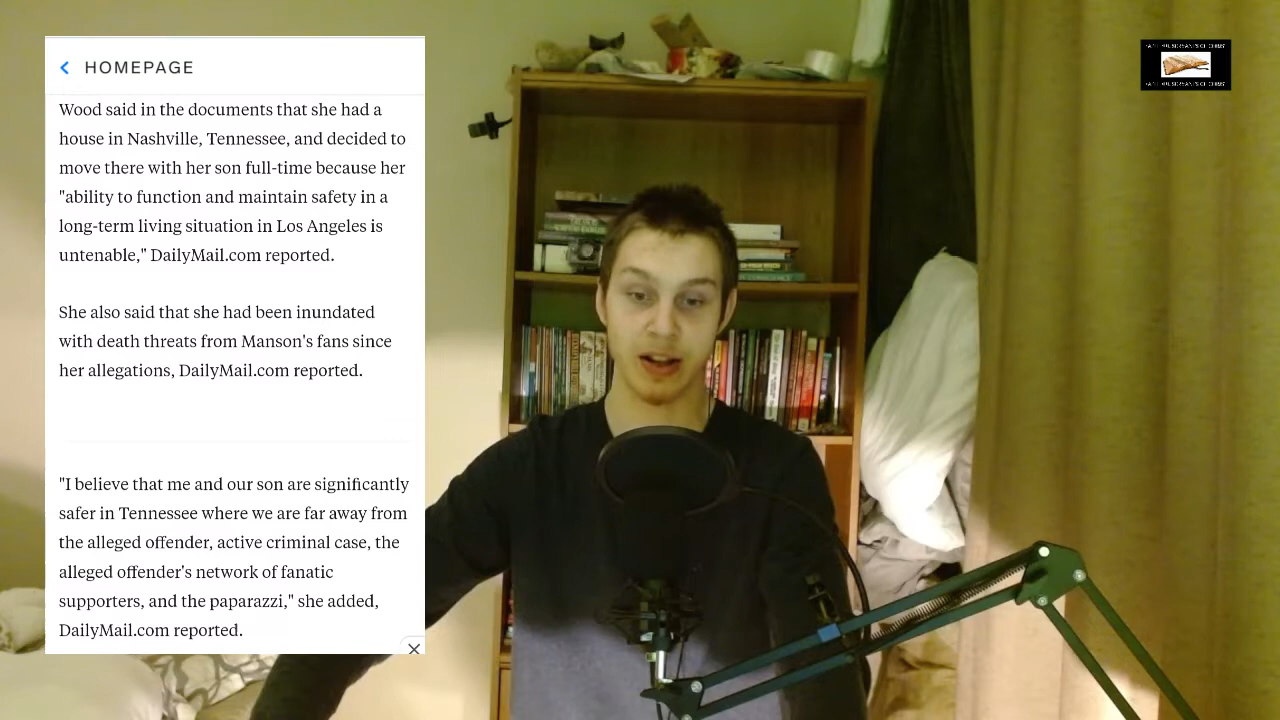 HOMEPAGE
Wood said in the documents that she had a
house in Nashville, Tennessee, and decided to
move there with her son full-time because her
"ability to function and maintain safety in a
long-term living situation in Los Angeles is
untenable," DailyMail.com reported.
She also said that she had been inundated
with death threats from Manson's fans since
her allegations, DailyMail.com reported.
"I believe that me and our son are significantly
safer in Tennessee where we are far away from
the alleged offender, active criminal case, the
alleged offender's network of fanatic
supporters, and the paparazzi," she added,
DailyMail.com reported.